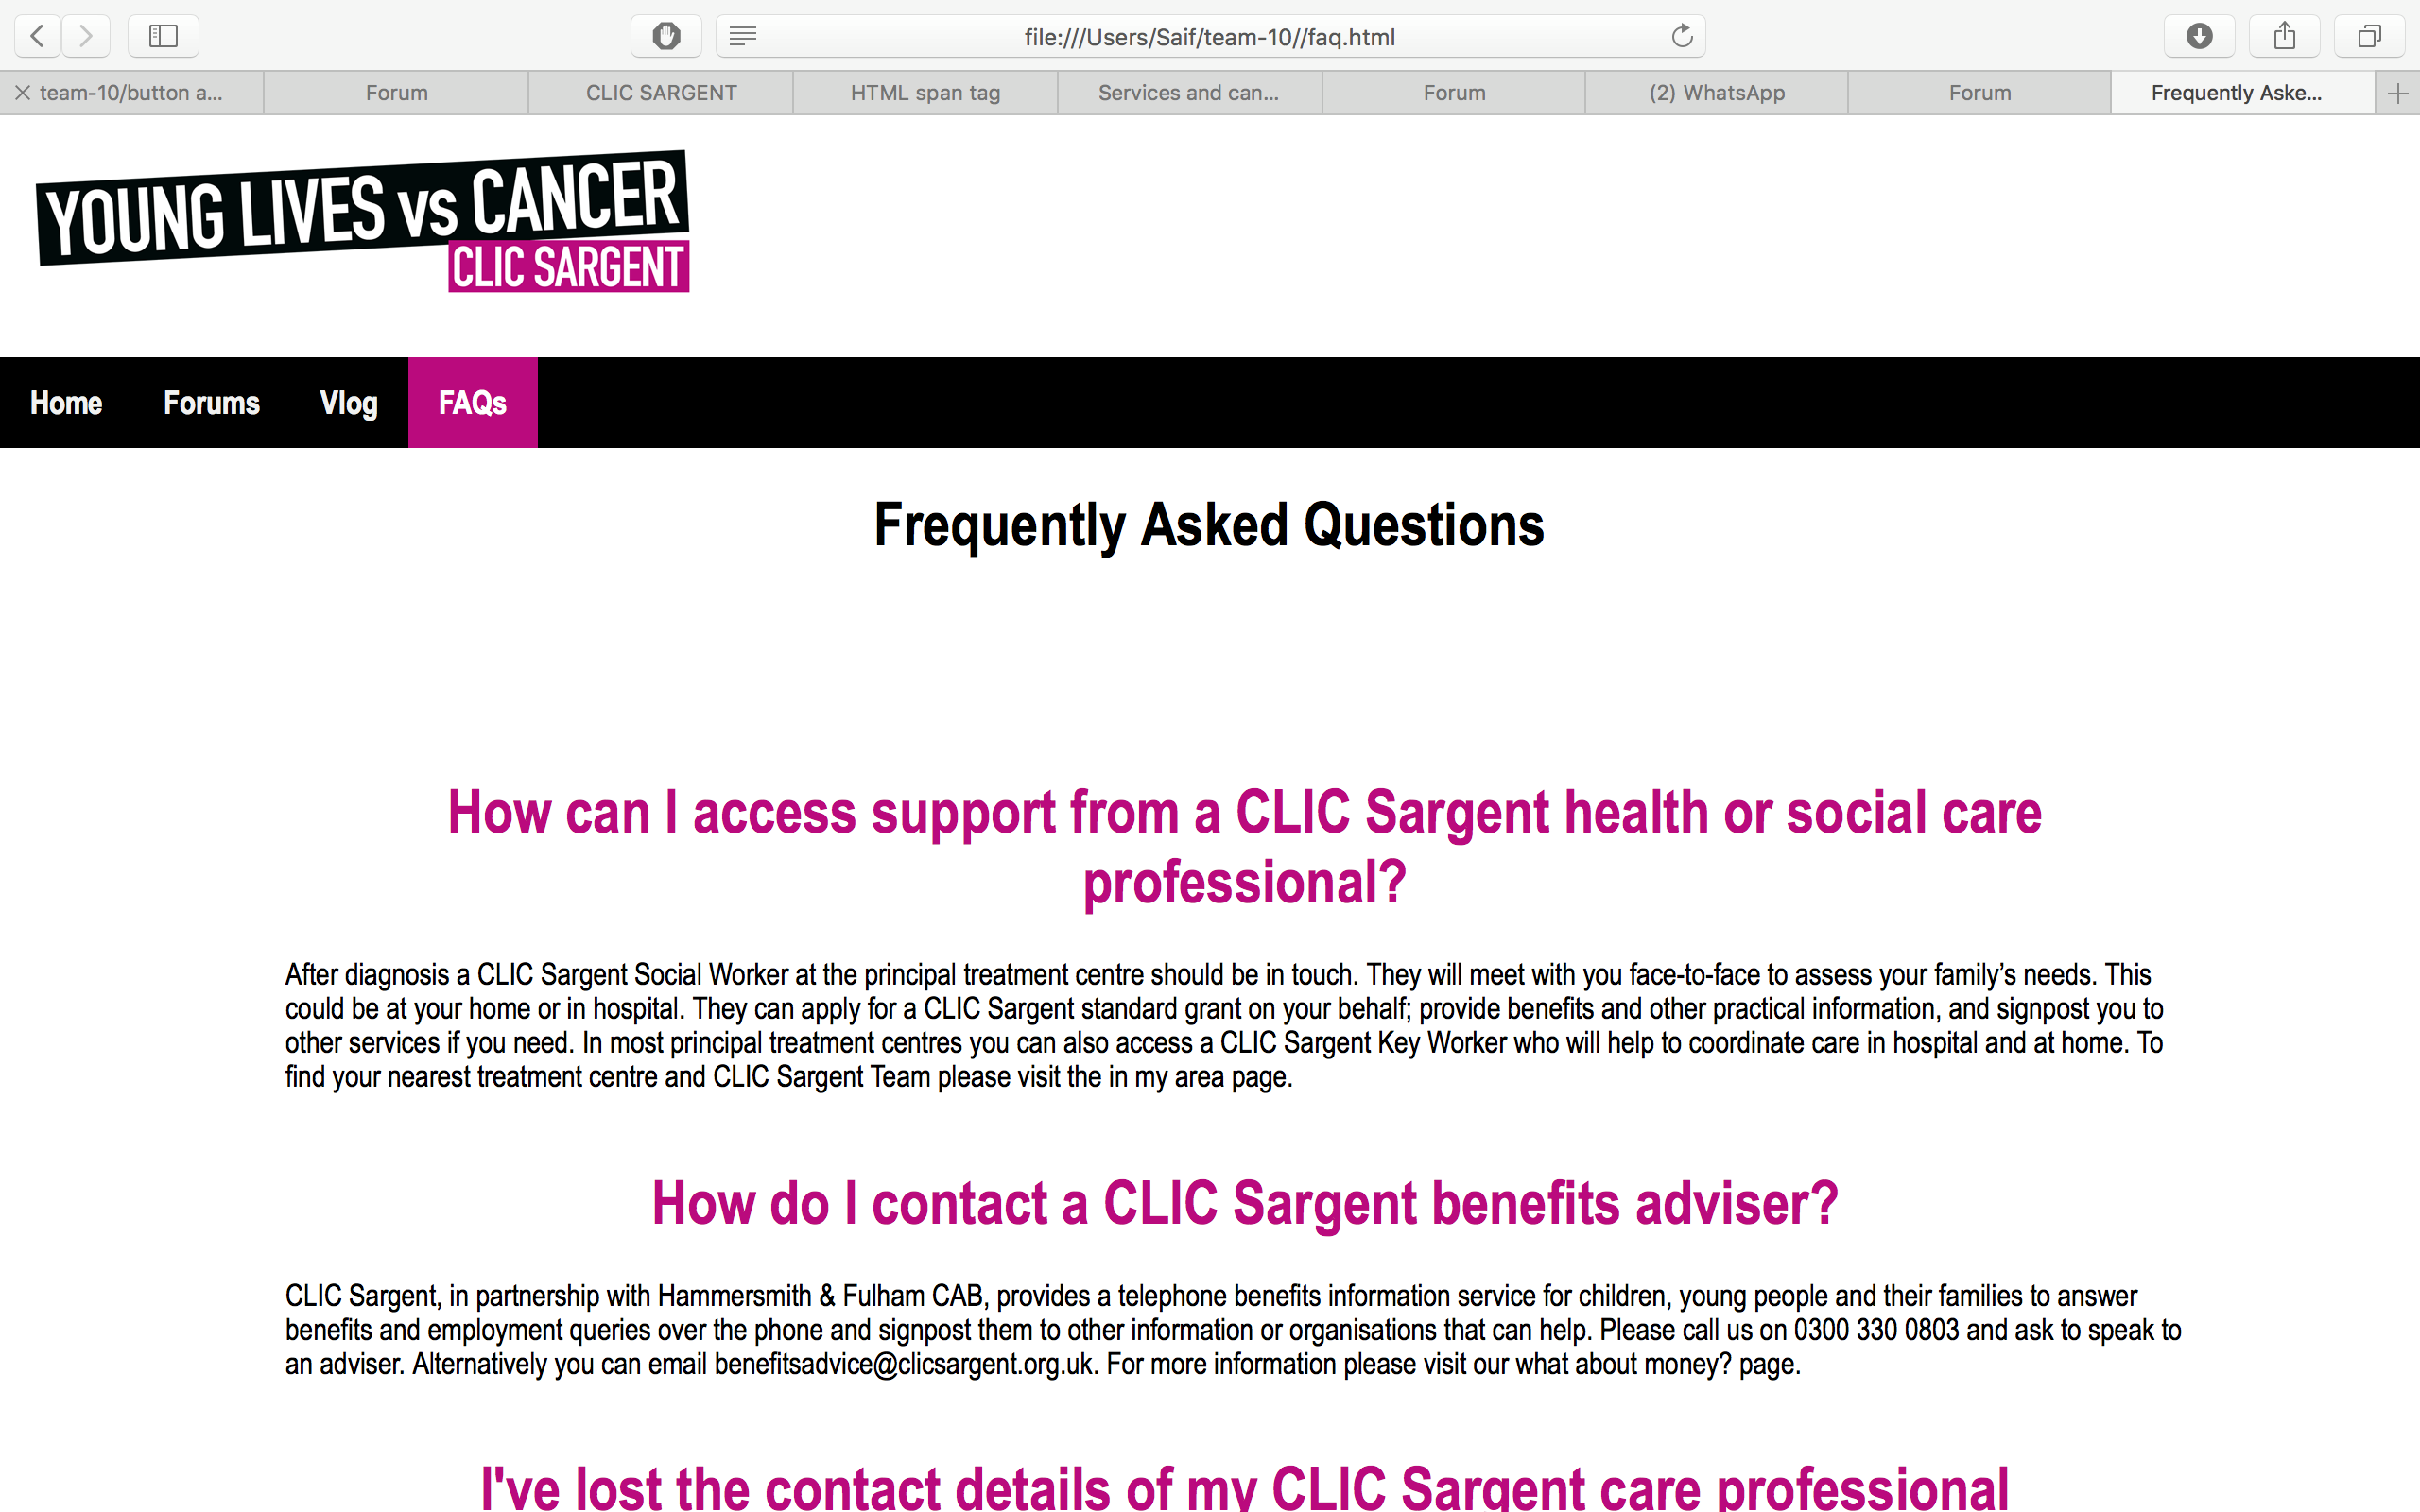 file:///Users/Saif/team-10//faq.html
team-10/button a...
Forum
CLIC SARGENT
HTML span tag
Services and can...
Forum
(2) WhatsApp
Forum
Frequently Aske...
YOUNG LIVES vs CANCER
CLIC SARGENT
Home
Forums
Vlog
FAQs
Frequently Asked Questions
How can I access support from a CLIC Sargent health or social care
professional?
After diagnosis a CLIC Sargent Social Worker at the principal treatment centre should be in touch. They will meet with you face-to-face to assess your family’s needs. This
could be at your home or in hospital. They can apply for a CLIC Sargent standard grant on your behalf; provide benefits and other practical information, and signpost you to
other services if you need. In most principal treatment centres you can also access a CLIC Sargent Key Worker who will help to coordinate care in hospital and at home. To
find your nearest treatment centre and CLIC Sargent Team please visit the in my area page.
How do I contact a CLIC Sargent benefits adviser?
CLIC Sargent, in partnership with Hammersmith & Fulham CAB, provides a telephone benefits information service for children, young people and their families to answer
benefits and employment queries over the phone and signpost them to other information or organisations that can help. Please call us on 0300 330 0803 and ask to speak to
an adviser. Alternatively you can email benefitsadvice@clicsargent.org.uk. For more information please visit our what about money? page.
I've lost the contact details of my CLIC Sargent care professional